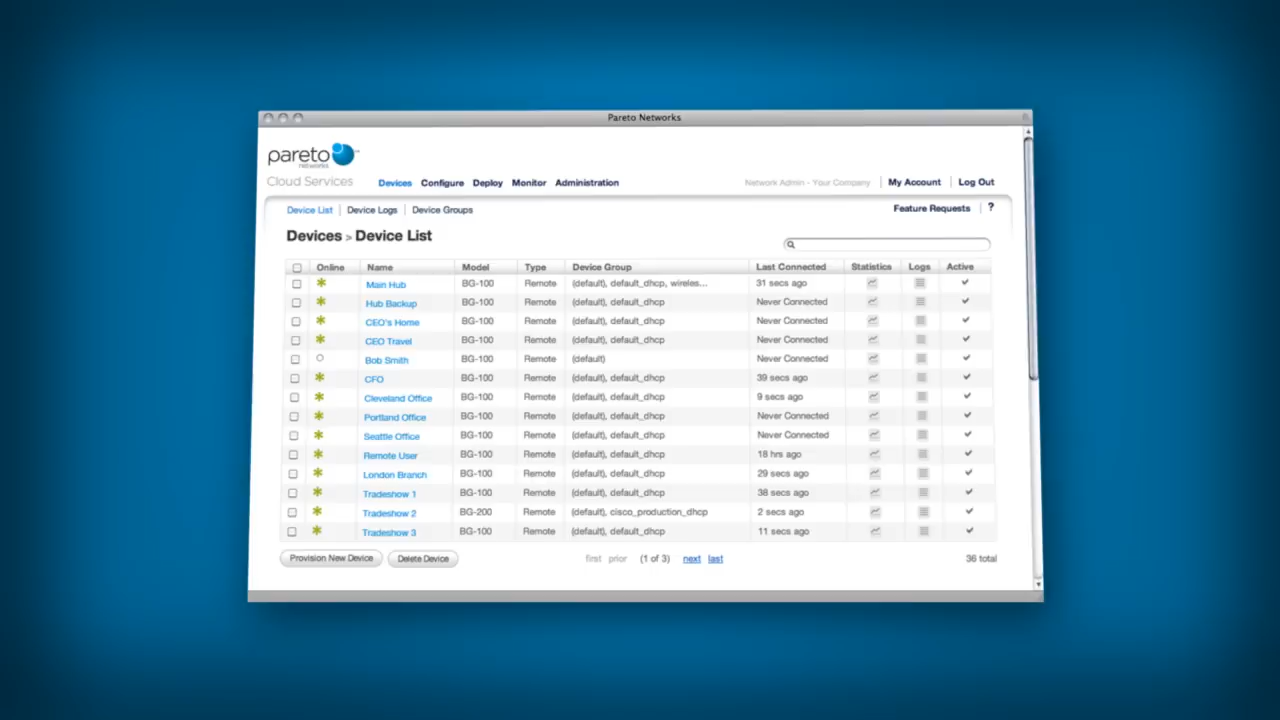 Pareto Networks
pareto
networks
Cloud Services
Devices Configure Deploy Monitor Administration
Network Admin - Your Company My Account Log Out
Device List Device Logs Device Groups
Feature Requests ?
Devices > Device List
Online Name Model Type Device Group Last Connected Statistics Logs Active
Main Hub BG-100 Remote (default), default_dhcp, wireles... 31 secs ago
Hub Backup BG-100 Remote (default), default_dhcp Never Connected
CEO's Home BG-100 Remote (default), default_dhcp Never Connected
CEO Travel BG-100 Remote (default), default_dhcp Never Connected
Bob Smith BG-100 Remote (default) Never Connected
CFO BG-100 Remote (default), default_dhcp 39 secs ago
Cleveland Office BG-100 Remote (default), default_dhcp 9 secs ago
Portland Office BG-100 Remote (default), default_dhcp Never Connected
Seattle Office BG-100 Remote (default), default_dhcp Never Connected
Remote User BG-100 Remote (default), default_dhcp 18 hrs ago
London Branch BG-100 Remote (default), default_dhcp 29 secs ago
Tradeshow 1 BG-100 Remote (default), default_dhcp 38 secs ago
Tradeshow 2 BG-200 Remote (default), cisco_production_dhcp 2 secs ago
Tradeshow 3 BG-100 Remote (default), default_dhcp 11 secs ago
Provision New Device Delete Device first prior (1 of 3) next last 36 total